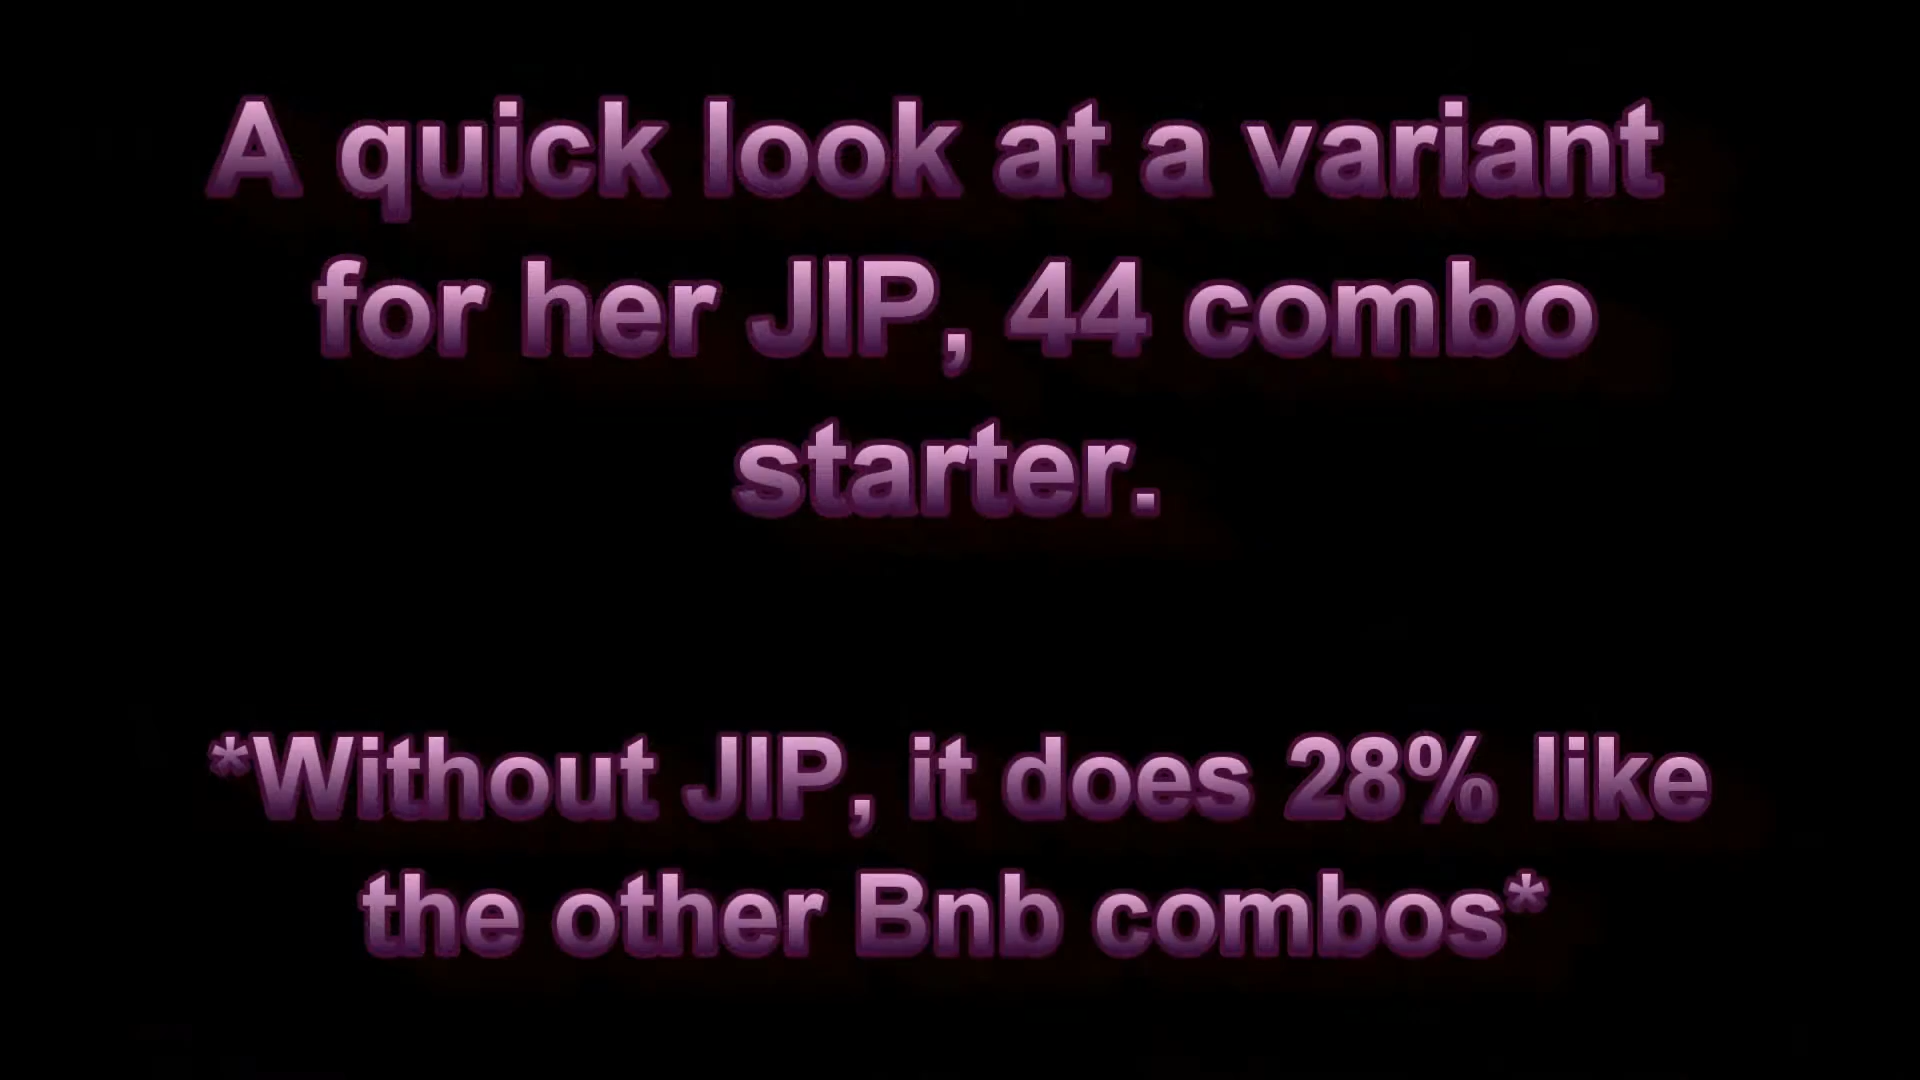 A quick look at a variant
for her JIP, 44 combo
starter.
*Without JIP, it does 28% like
the other Bnb combos*